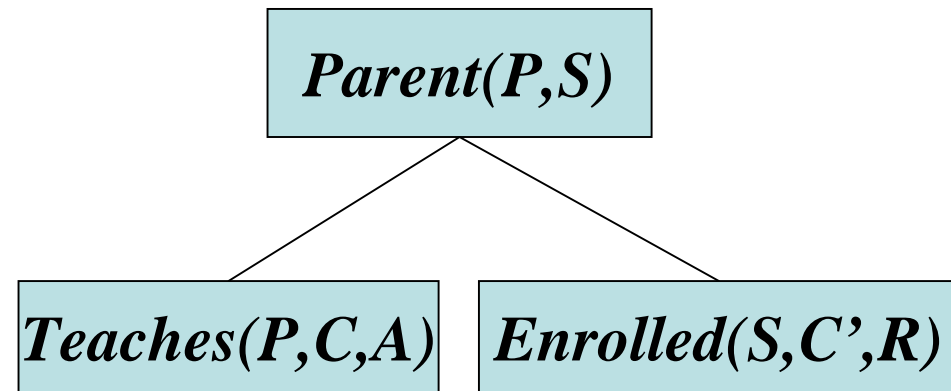 Parent(P,S)
Teaches(P,C,A)
Enrolled(S,C’,R)